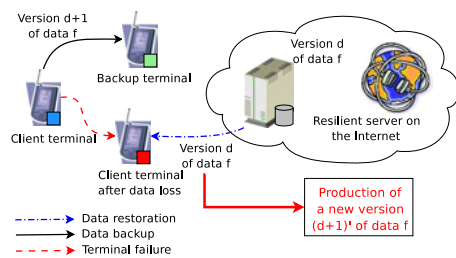 Version d+1
of data f
Backup terminal
Version d
of data f
Resilient server on
the Internet
Client terminal
Version d
of data f
Client terminal
after data loss
Production of
a new version
(d+1)' of data f
Data restoration
Data backup
Terminal failure